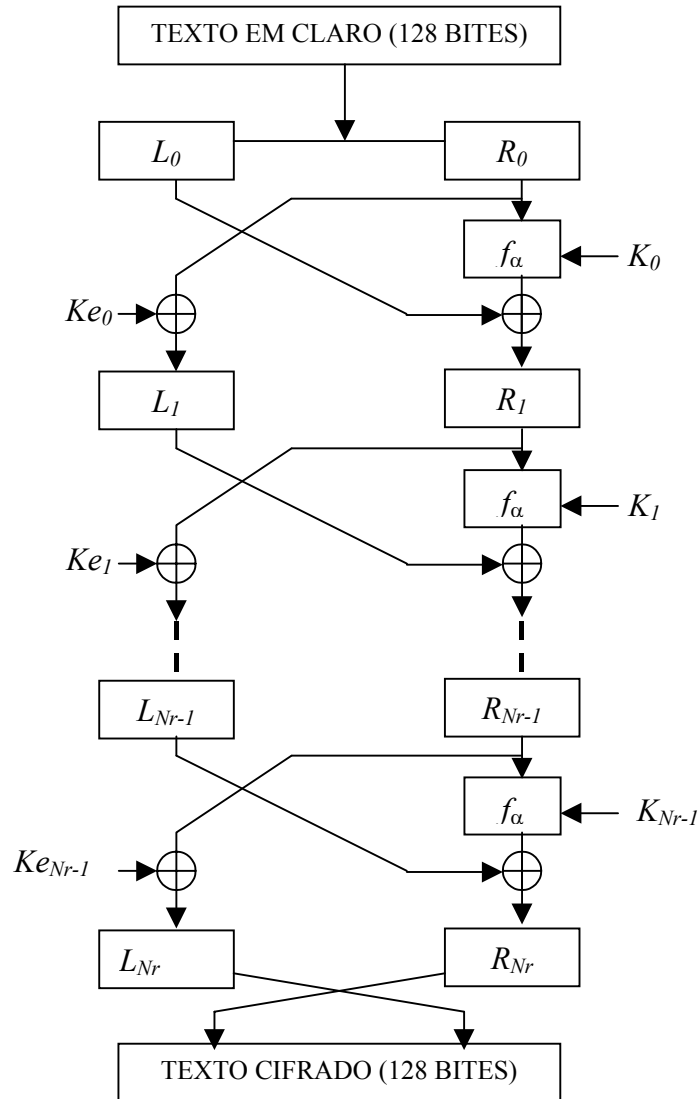 TEXTO EM CLARO (128 BITES)
L0 R0
fα K0
Ke0
L1 R1
fα K1
Ke1
LNr-1 RNr-1
fα KNr-1
KeNr-1
LNr RNr
TEXTO CIFRADO (128 BITES)